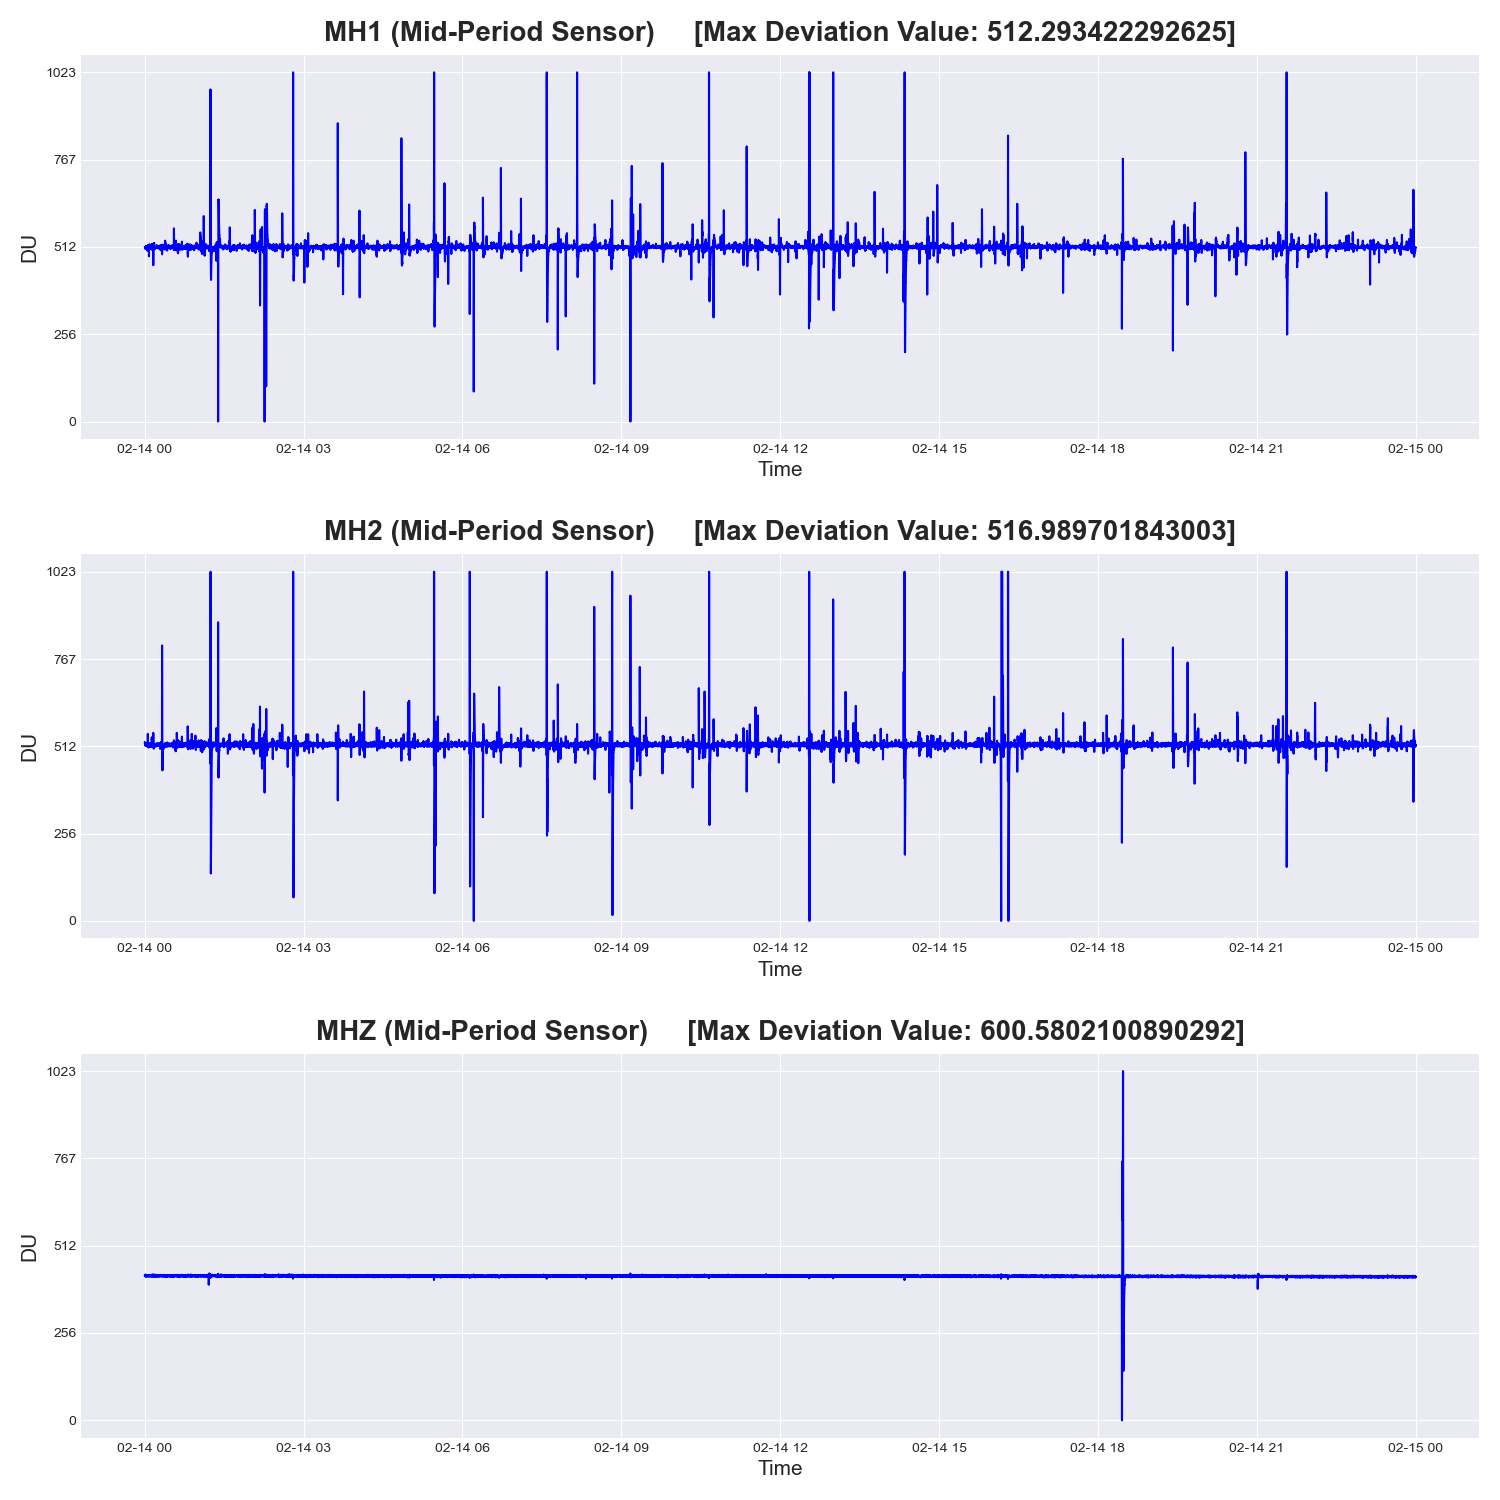 MH1 (Mid-Period Sensor) [Max Deviation Value: 512.293422292625]
1023
767
512
256
0
DU
02-14 00 02-14 03 02-14 06 02-14 09 02-14 12 02-14 15 02-14 18 02-14 21 02-15 00
Time
MH2 (Mid-Period Sensor) [Max Deviation Value: 516.989701843003]
1023
767
512
256
0
DU
02-14 00 02-14 03 02-14 06 02-14 09 02-14 12 02-14 15 02-14 18 02-14 21 02-15 00
Time
MHZ (Mid-Period Sensor) [Max Deviation Value: 600.5802100890292]
1023
767
512
256
0
DU
02-14 00 02-14 03 02-14 06 02-14 09 02-14 12 02-14 15 02-14 18 02-14 21 02-15 00
Time